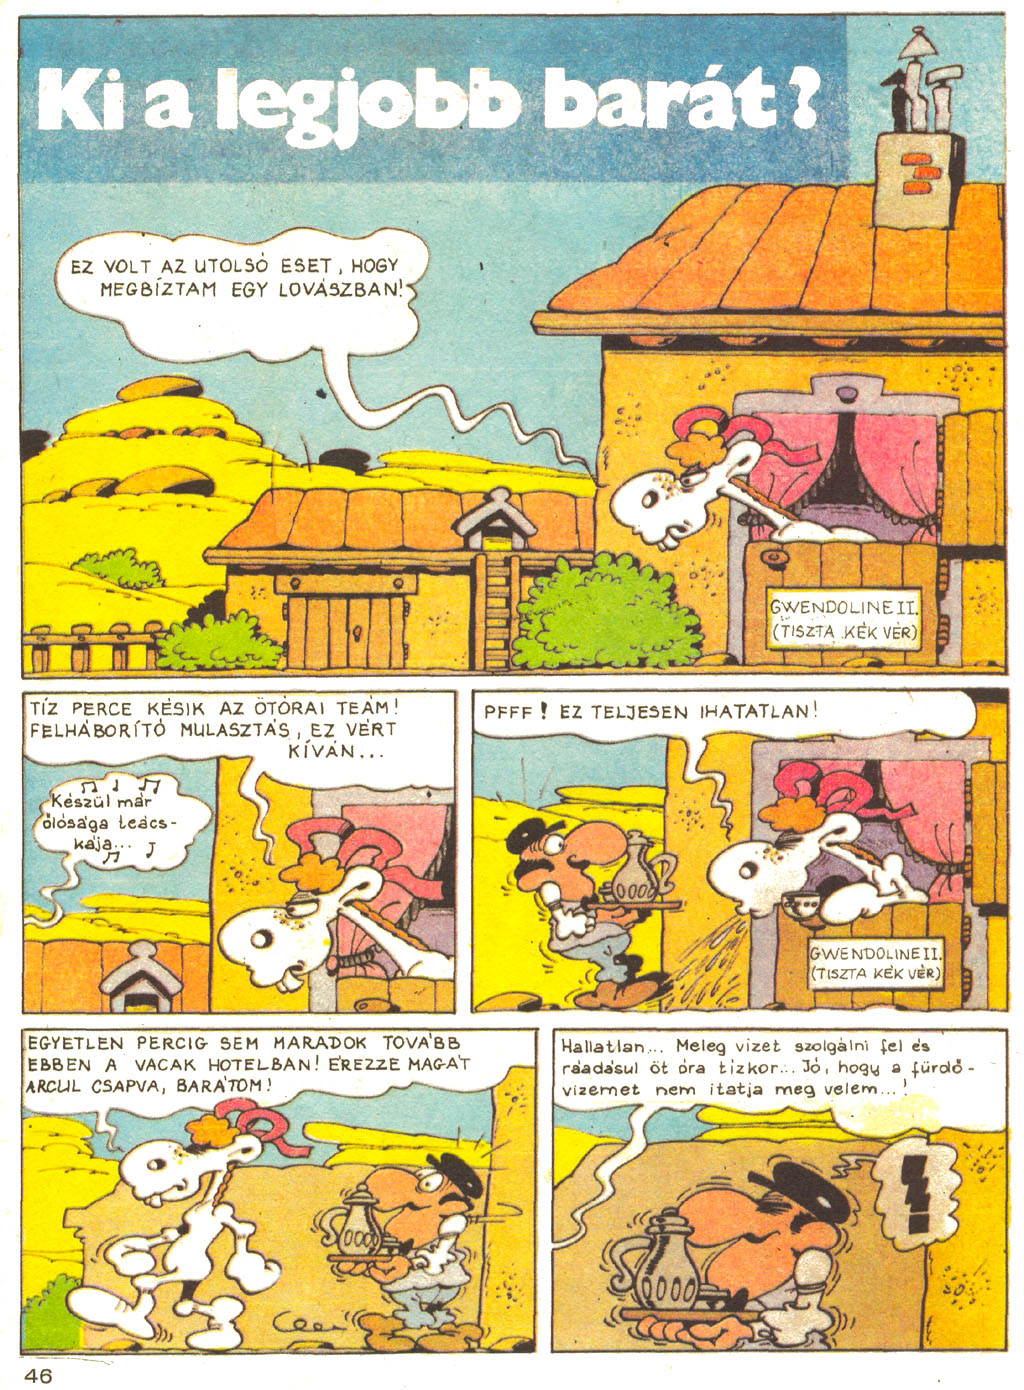 Ki a legjobb barát?
EZ VOLT AZ UTOLSÓ ESET, HOGY
MEGBÍZTAM EGY LOVÁSZBAN!
GWENDOLINE II.
(TISZTA KÉK VÉR)
TÍZ PERCE KÉSIK AZ ÖTÓRAI TEÁM!
FELHÁBORÍTÓ MULASZTÁS, EZ VÉRT
KÍVÁN...
Készül már
őlósága teács-
kája...
PFFF! EZ TELJESEN IHATATLAN!
GWENDOLINE II.
(TISZTA KÉK VÉR)
EGYETLEN PERCIG SEM MARADOK TOVÁBB
EBBEN A VACAK HOTELBAN! ÉREZZE MAGÁT
ARCUL CSAPVA, BARÁTOM!
Hallatlan... Meleg vizet szolgálni fel és
ráadásul öt óra tízkor... Jó, hogy a fürdő-
vizemet nem itatja meg velem...!
46